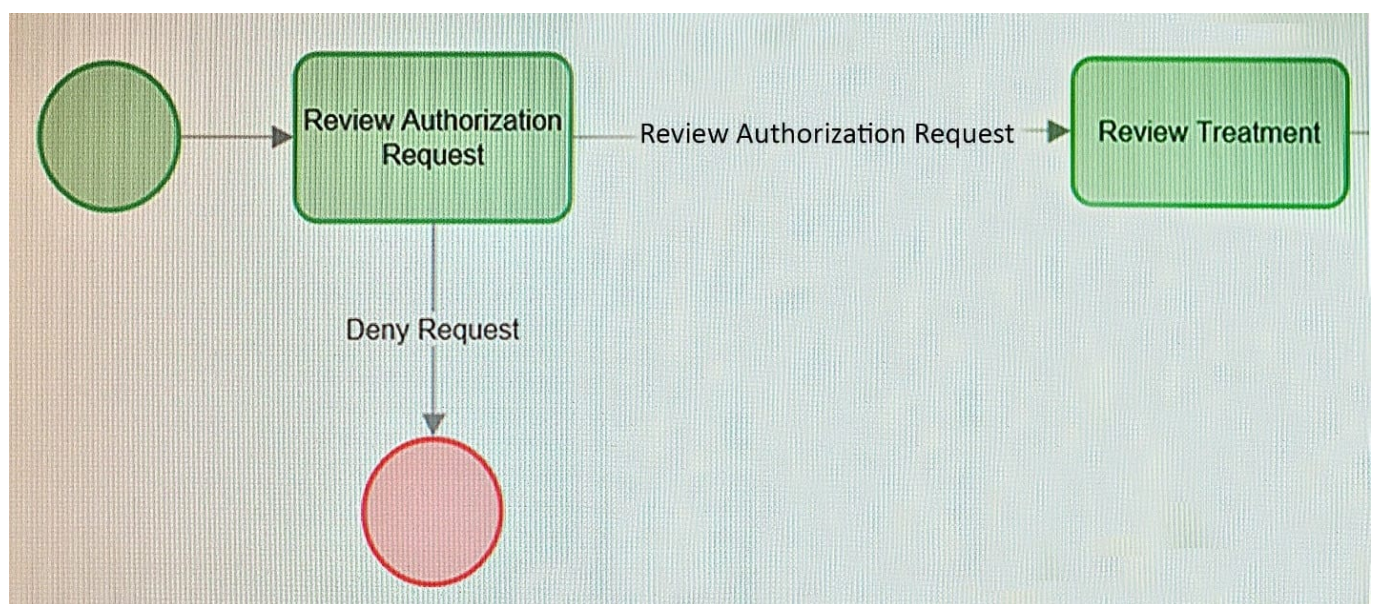 Review Authorization
Request
Review Authorization Request
Review Treatment
Deny Request